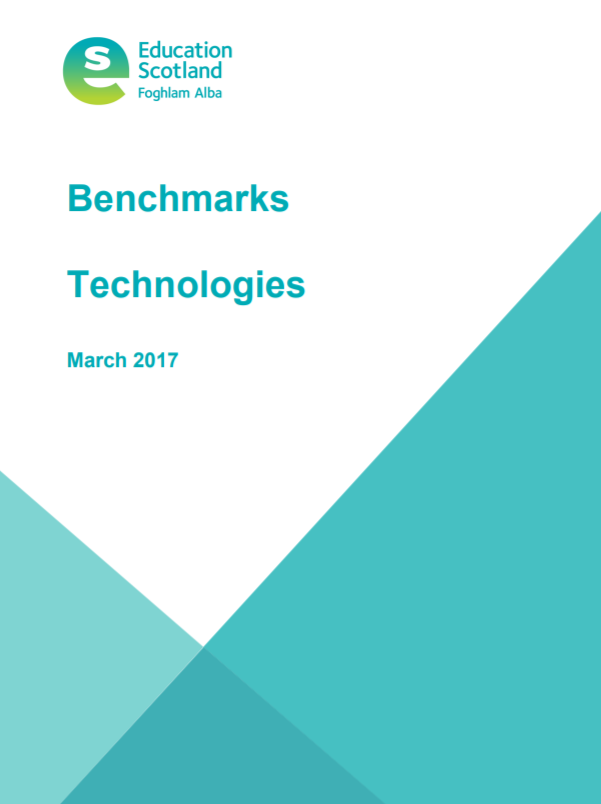 Education
Scotland
Foghlam Alba
Benchmarks
Technologies
March 2017